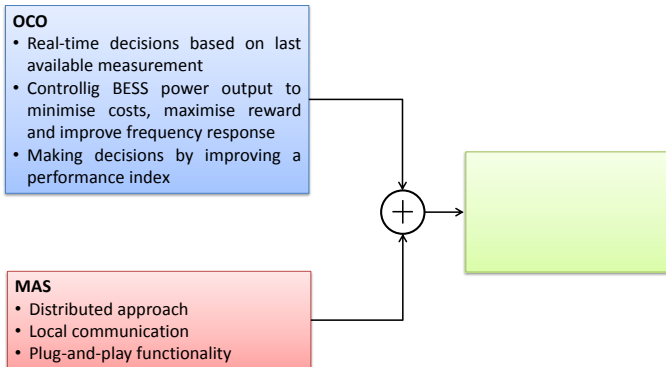 OCO
• Real-time decisions based on last
available measurement
• Controllig BESS power output to
minimise costs, maximise reward
and improve frequency response
• Making decisions by improving a
performance index
MAS
• Distributed approach
• Local communication
• Plug-and-play functionality